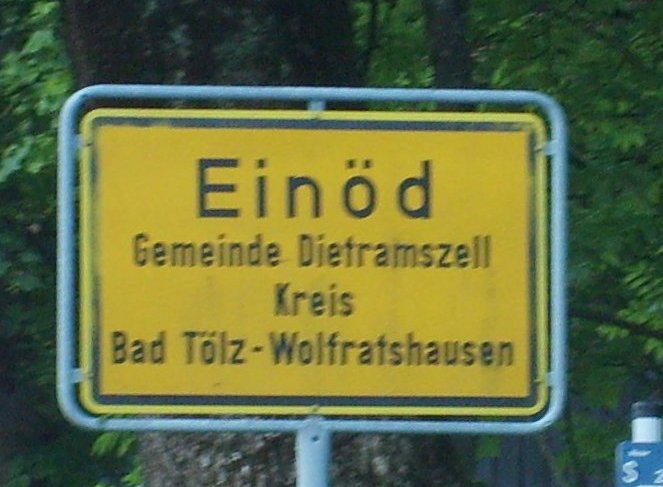 Einöd
Gemeinde Dietramszell
Kreis
Bad Tölz-Wolfratshausen
S